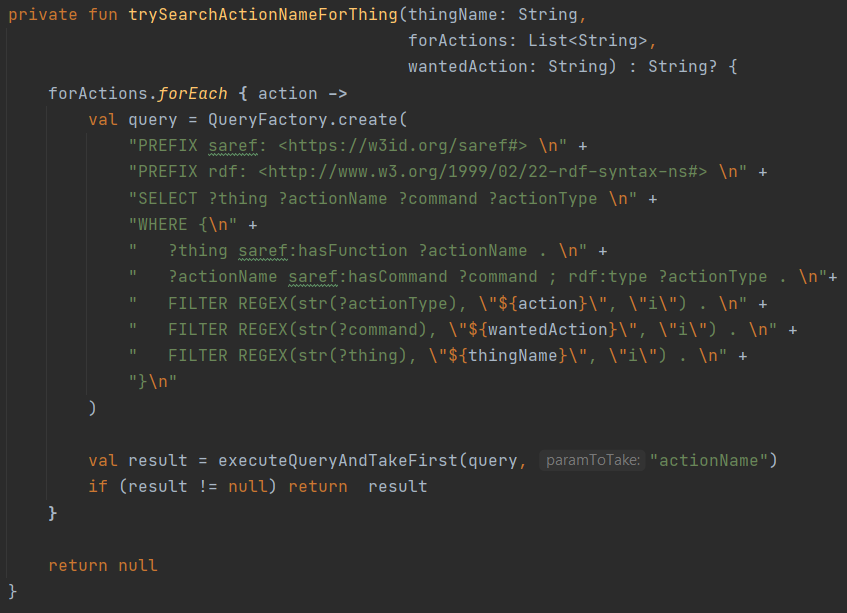 private fun trySearchActionNameForThing(thingName: String,
forActions: List<String>,
wantedAction: String) : String? {
forActions.forEach { action ->
val query = QueryFactory.create(
"PREFIX saref: <https://w3id.org/saref#> \n" +
"PREFIX rdf: <http://www.w3.org/1999/02/22-rdf-syntax-ns#> \n" +
"SELECT ?thing ?actionName ?command ?actionType \n" +
"WHERE {\n" +
"   ?thing saref:hasFunction ?actionName . \n" +
"   ?actionName saref:hasCommand ?command ; rdf:type ?actionType . \n"+
"   FILTER REGEX(str(?actionType), \"${action}\", \"i\") . \n" +
"   FILTER REGEX(str(?command), \"${wantedAction}\", \"i\") . \n" +
"   FILTER REGEX(str(?thing), \"${thingName}\", \"i\") . \n" +
"}\n"
)
val result = executeQueryAndTakeFirst(query, paramToTake: "actionName")
if (result != null) return  result
}
return null
}